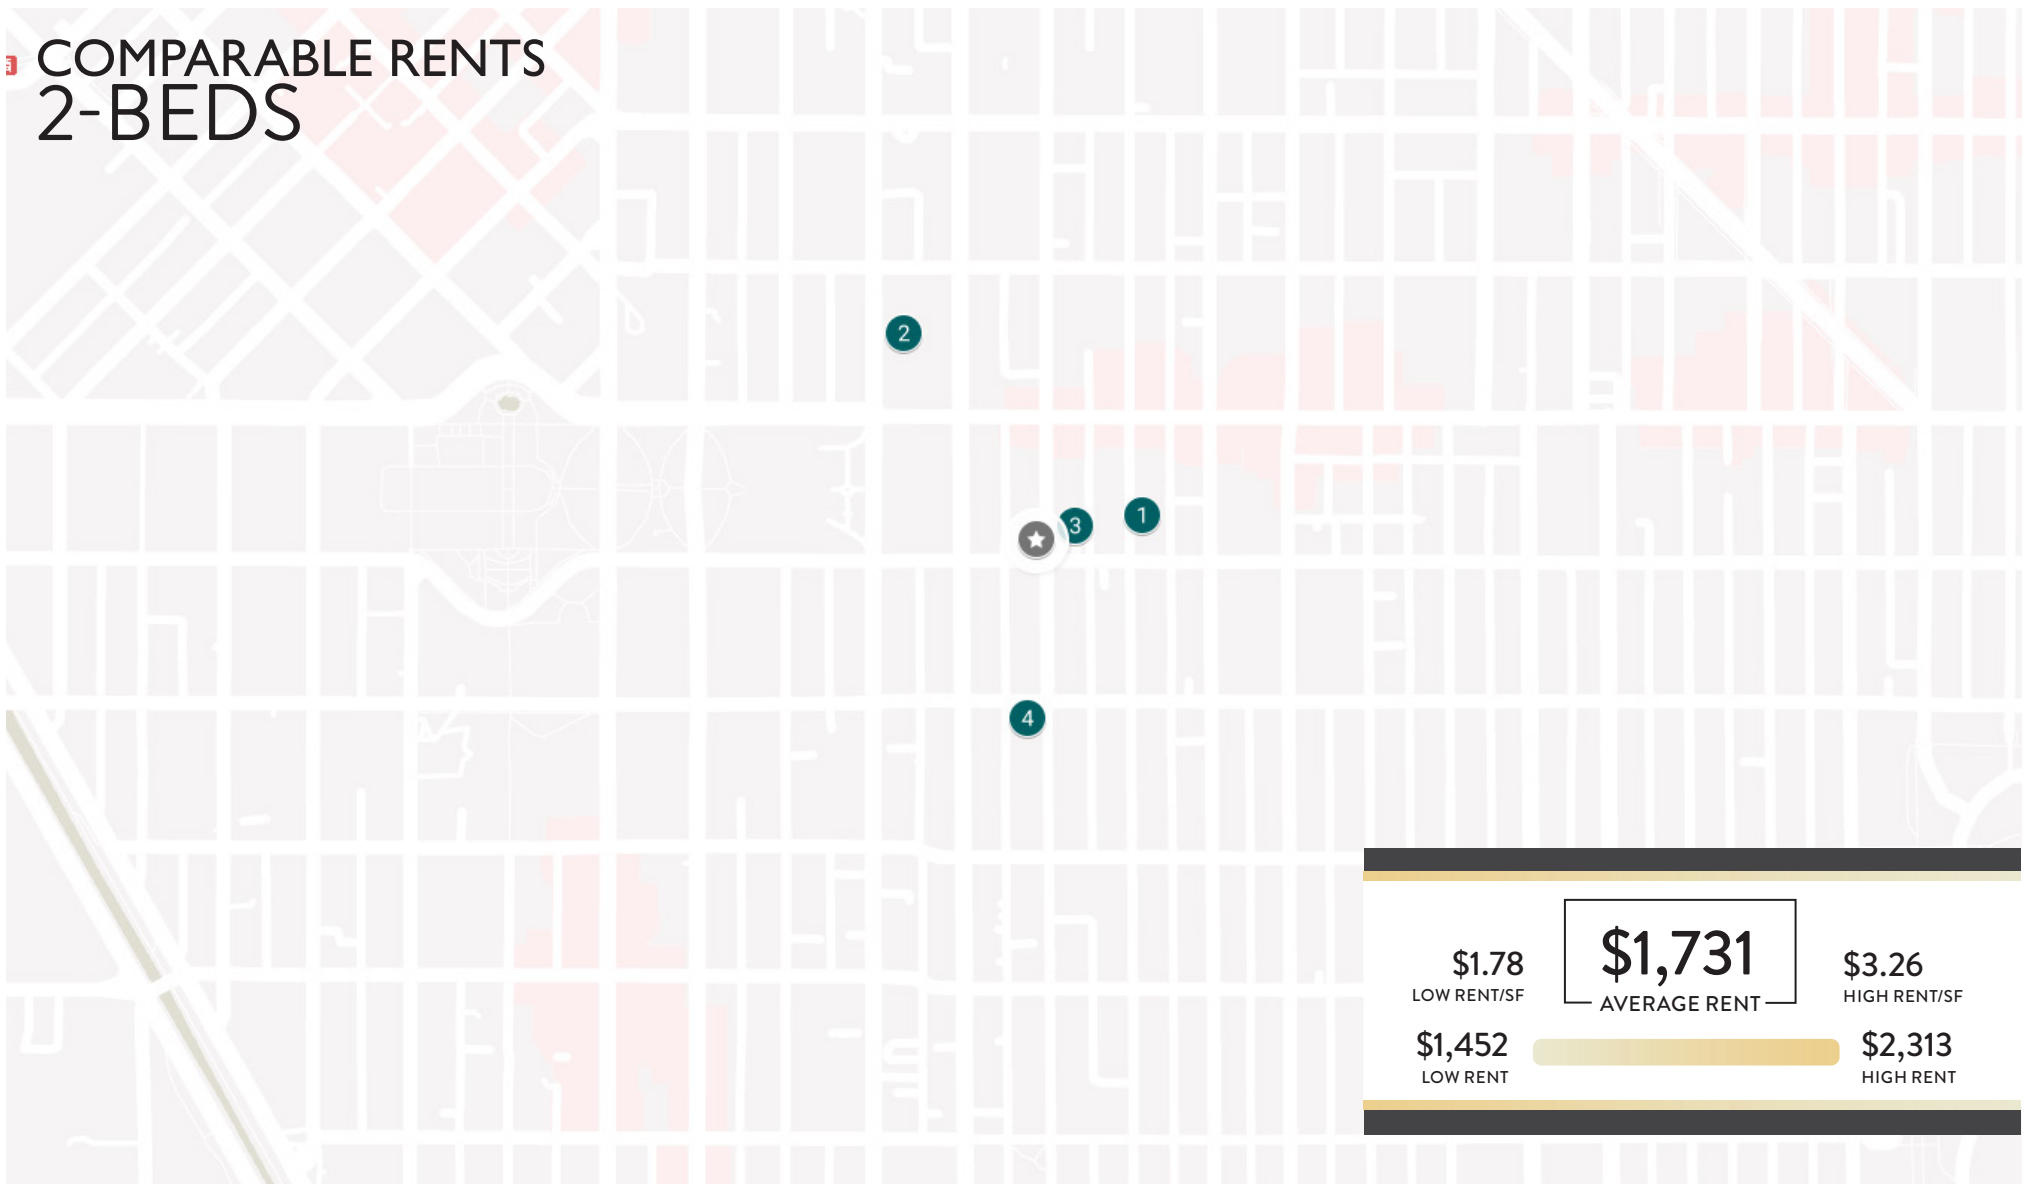 COMPARABLE RENTS
2-BEDS
2
3
1
4
$1,731
AVERAGE RENT
$1.78
LOW RENT/SF
$3.26
HIGH RENT/SF
$1,452
LOW RENT
$2,313
HIGH RENT